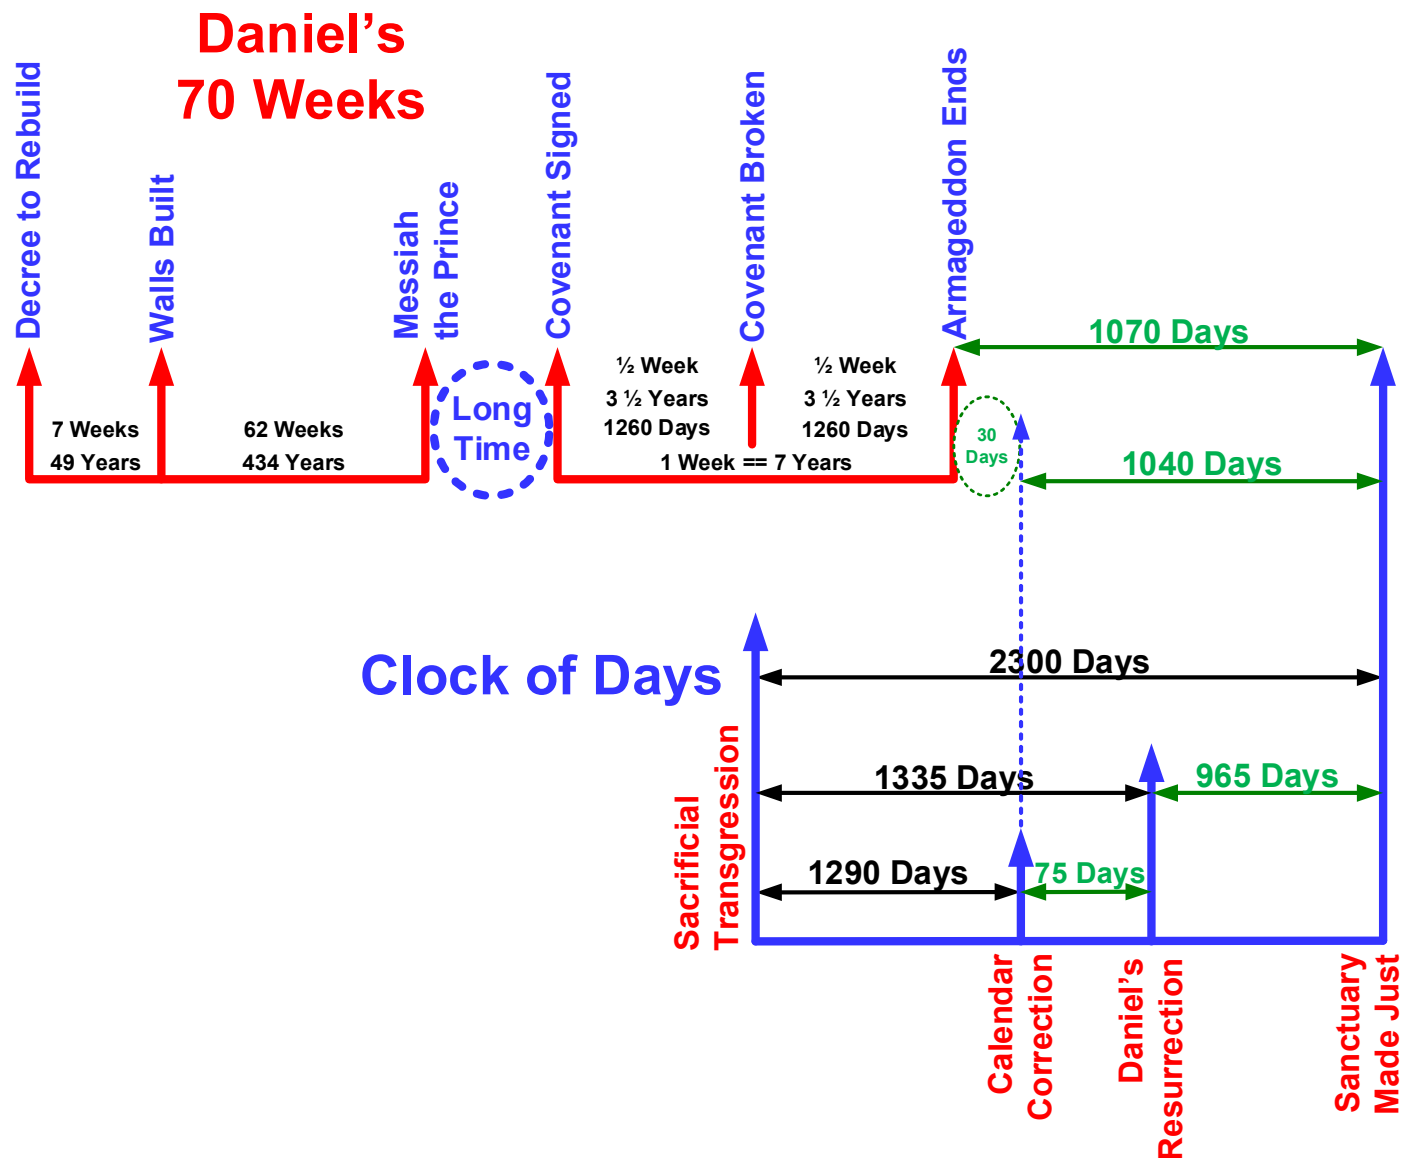 Daniel’s
70 Weeks
Decree to Rebuild
Walls Built
Messiah
the Prince
Covenant Signed
Covenant Broken
Armageddon Ends
7 Weeks
49 Years
62 Weeks
434 Years
Long
Time
½ Week
3 ½ Years
1260 Days
½ Week
3 ½ Years
1260 Days
1 Week == 7 Years
30
Days
1070 Days
1040 Days
Clock of Days
2300 Days
1335 Days
965 Days
1290 Days
75 Days
Sacrificial
Transgression
Calendar
Correction
Daniel’s
Resurrection
Sanctuary
Made Just